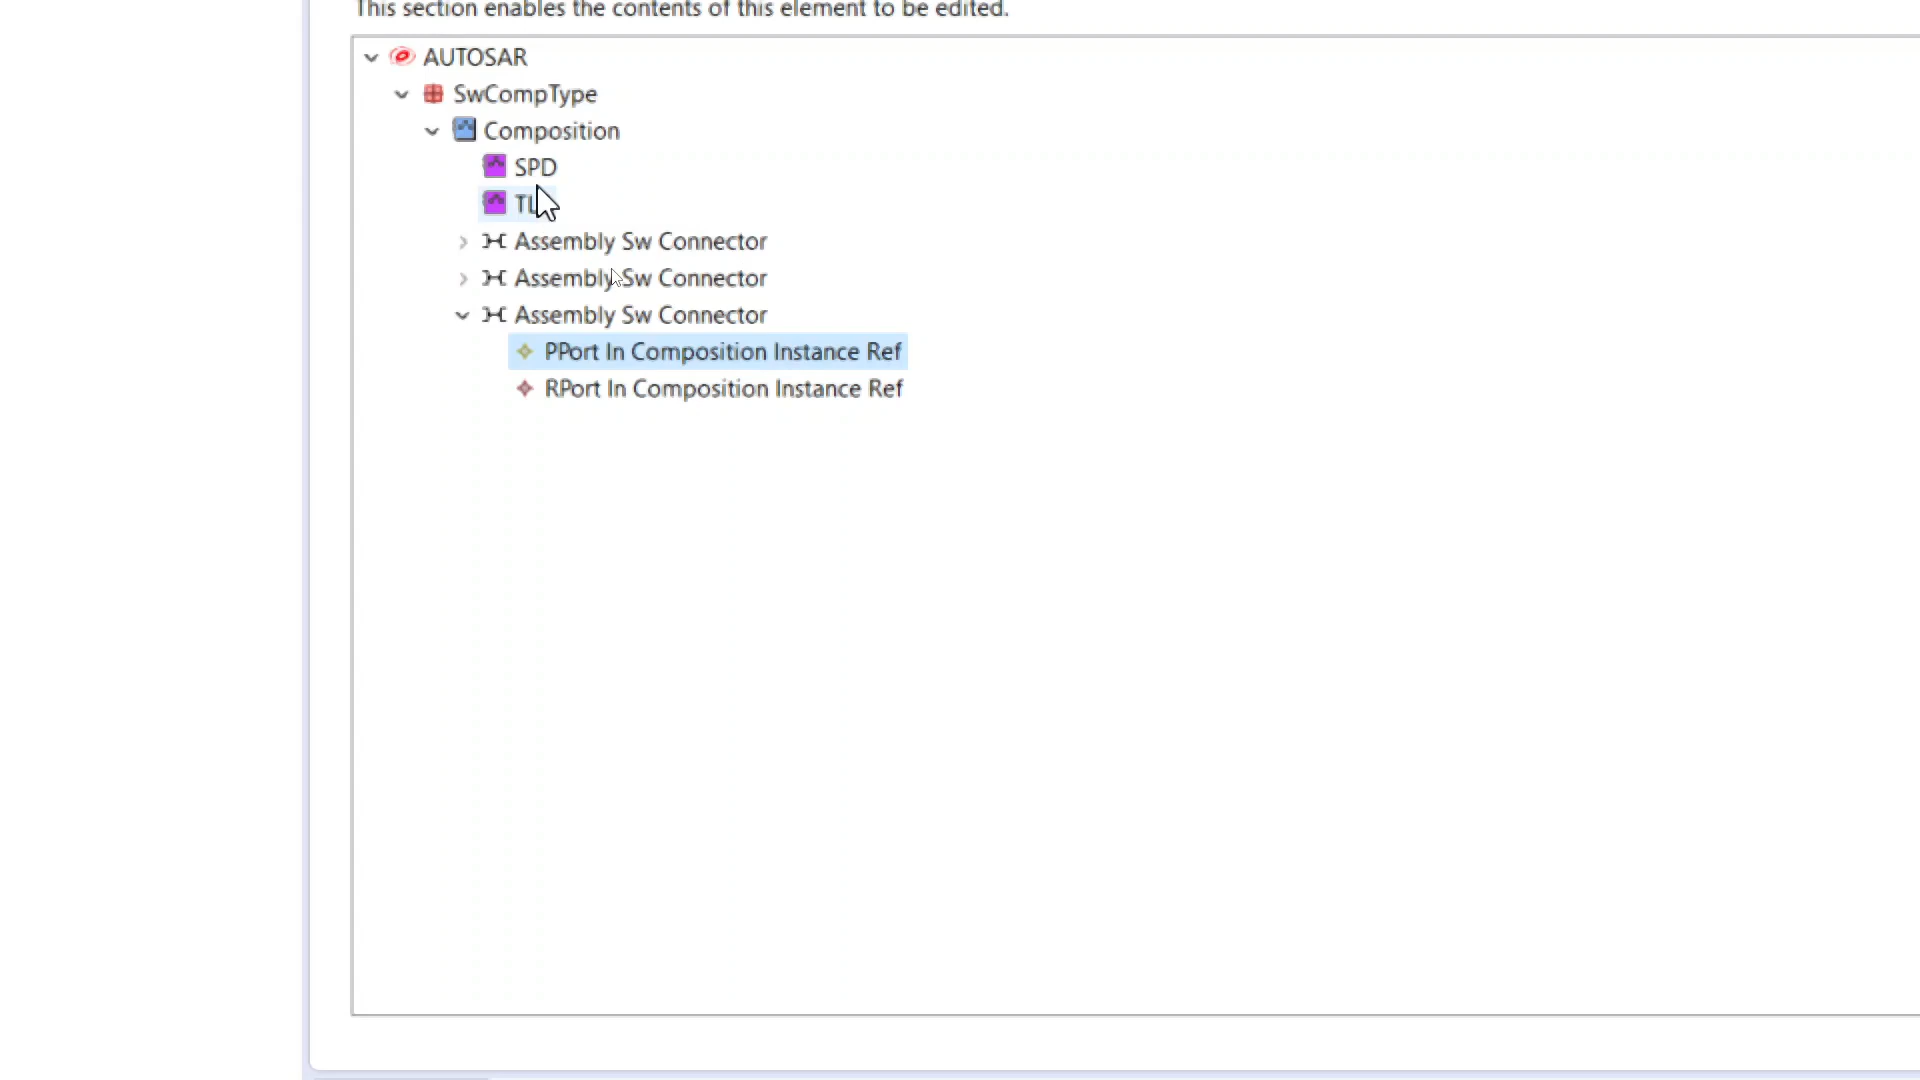 This section enables the contents of this element to be edited.
AUTOSAR
SwCompType
Composition
SPD
Assembly Sw Connector
Assembly Sw Connector
Assembly Sw Connector
PPort In Composition Instance Ref
RPort In Composition Instance Ref